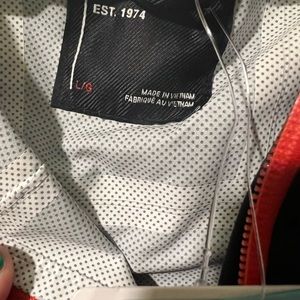 EST. 1974
L/G
MADE IN VIETNAM
FABRIQUÉ AU VIETNAM